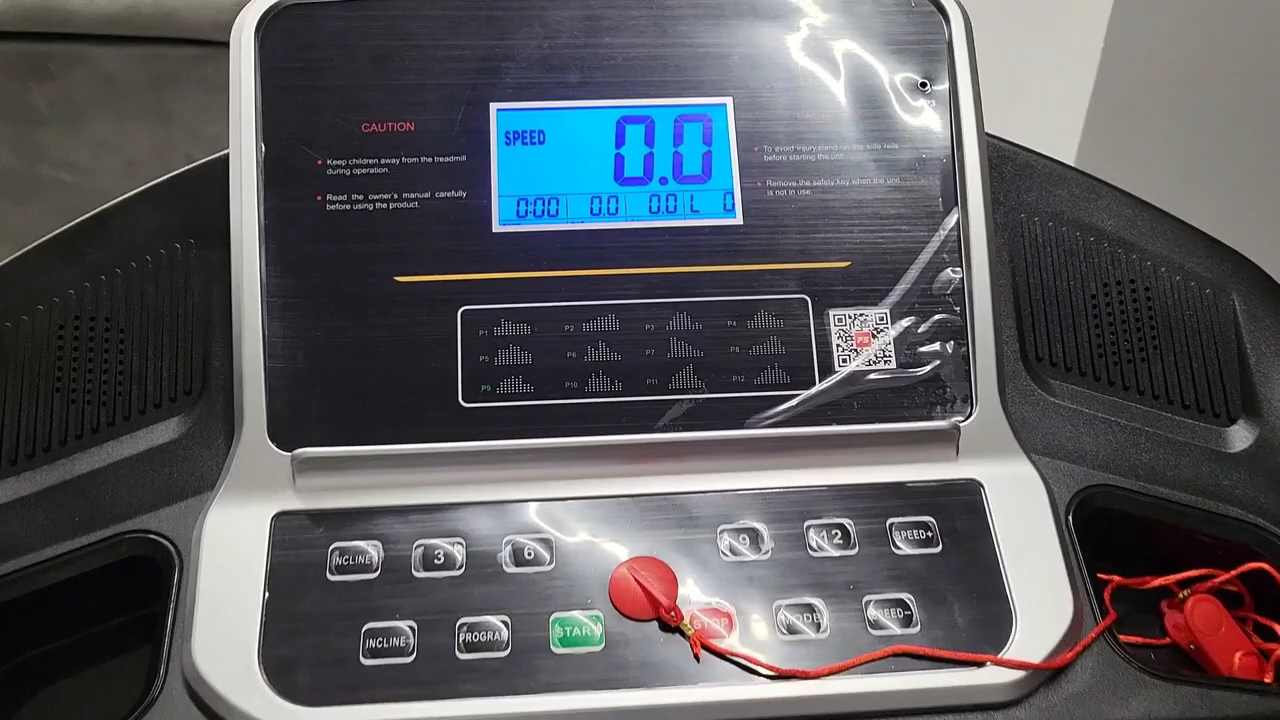 CAUTION
Keep children away from the treadmill
during operation.
Read the owner's manual carefully
before using the product.
SPEED
0.0
0:00 0.0 0.0 L 0
To avoid injury,stand on the side rails
before starting the unit
Remove the safety key when the unit
is not in use
P1 P2 P3 P4
P5 P6 P7 P8
P9 P10 P11 P12
FS
INCLINE 3 6 9 12 SPEED+
INCLINE- PROGRAM START STOP MODE SPEED-